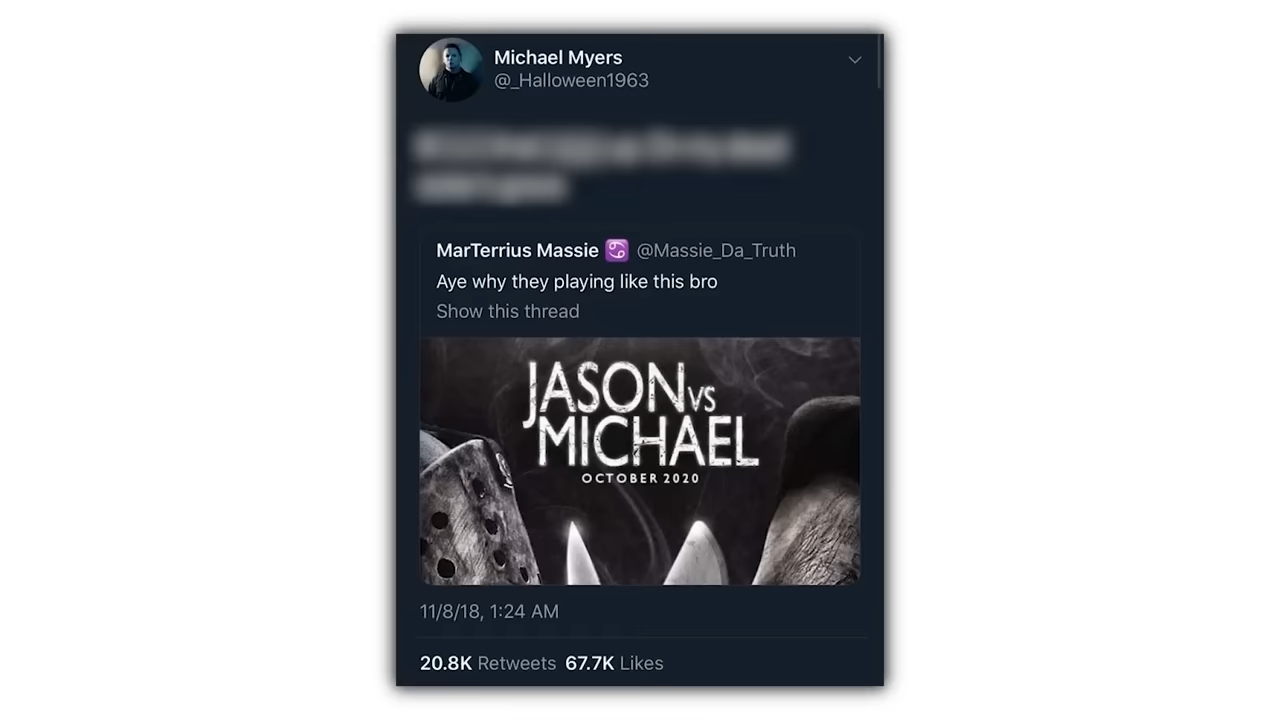 Michael Myers
@_Halloween1963
MarTerrius Massie ♋ @Massie_Da_Truth
Aye why they playing like this bro
Show this thread
JASON VS
MICHAEL
OCTOBER 2020
11/8/18, 1:24 AM
20.8K Retweets 67.7K Likes